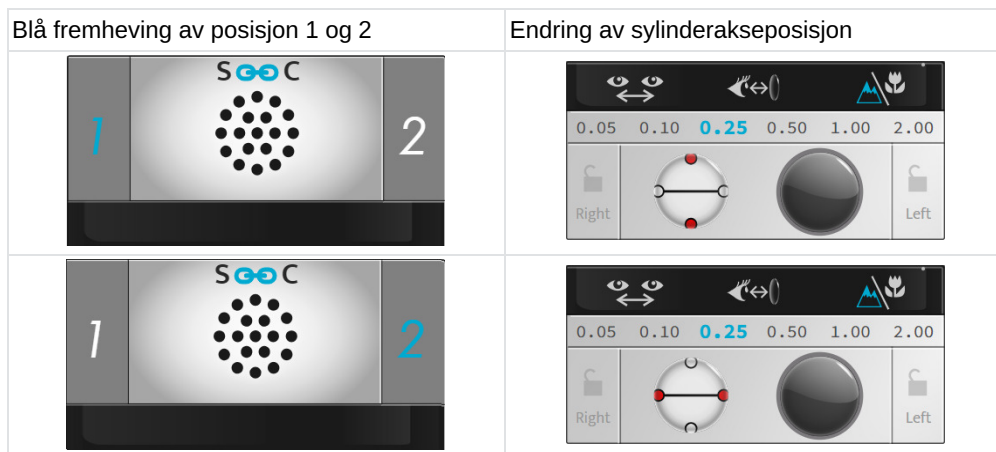 Blå fremheving av posisjon 1 og 2
Endring av sylinderakseposisjon
S C
1
2
0.05 0.10 0.25 0.50 1.00 2.00
Right
Left
S C
1
2
0.05 0.10 0.25 0.50 1.00 2.00
Right
Left